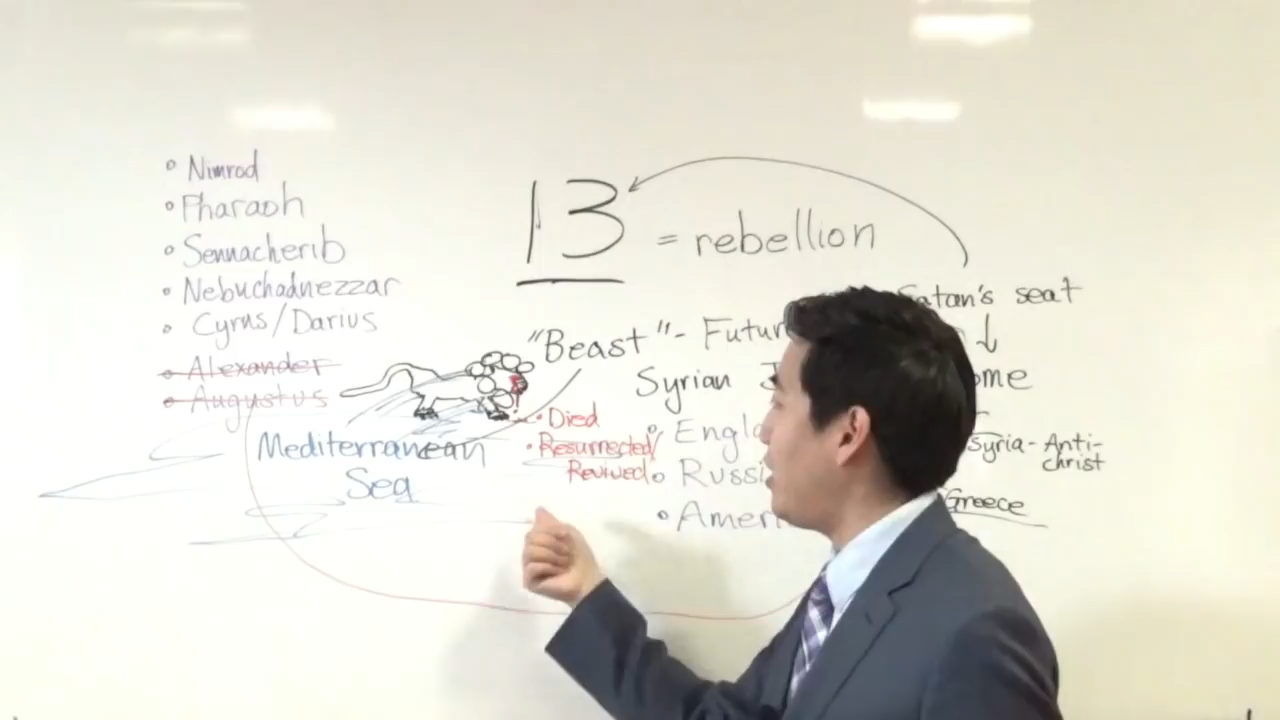 • Nimrod
• Pharaoh
• Sennacherib
• Nebuchadnezzar
• Cyrus/Darius
• Alexander
• Augustus
13 = rebellion
Satan's seat
"Beast" - Futur
Syrian
ome
• Engla
• Russi
• Ameri
Syria - Anti-
christ
Greece
• Died
• Resurrected/
Revived
Mediterranean
Sea